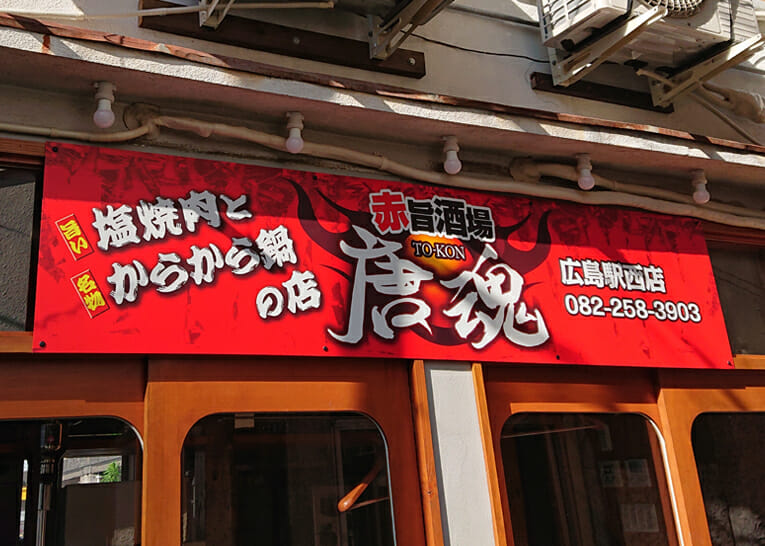 旨い
塩焼肉と
名物
からから鍋
の店
赤旨酒場
TO-KON
唐魂
広島駅西店
082-258-3903